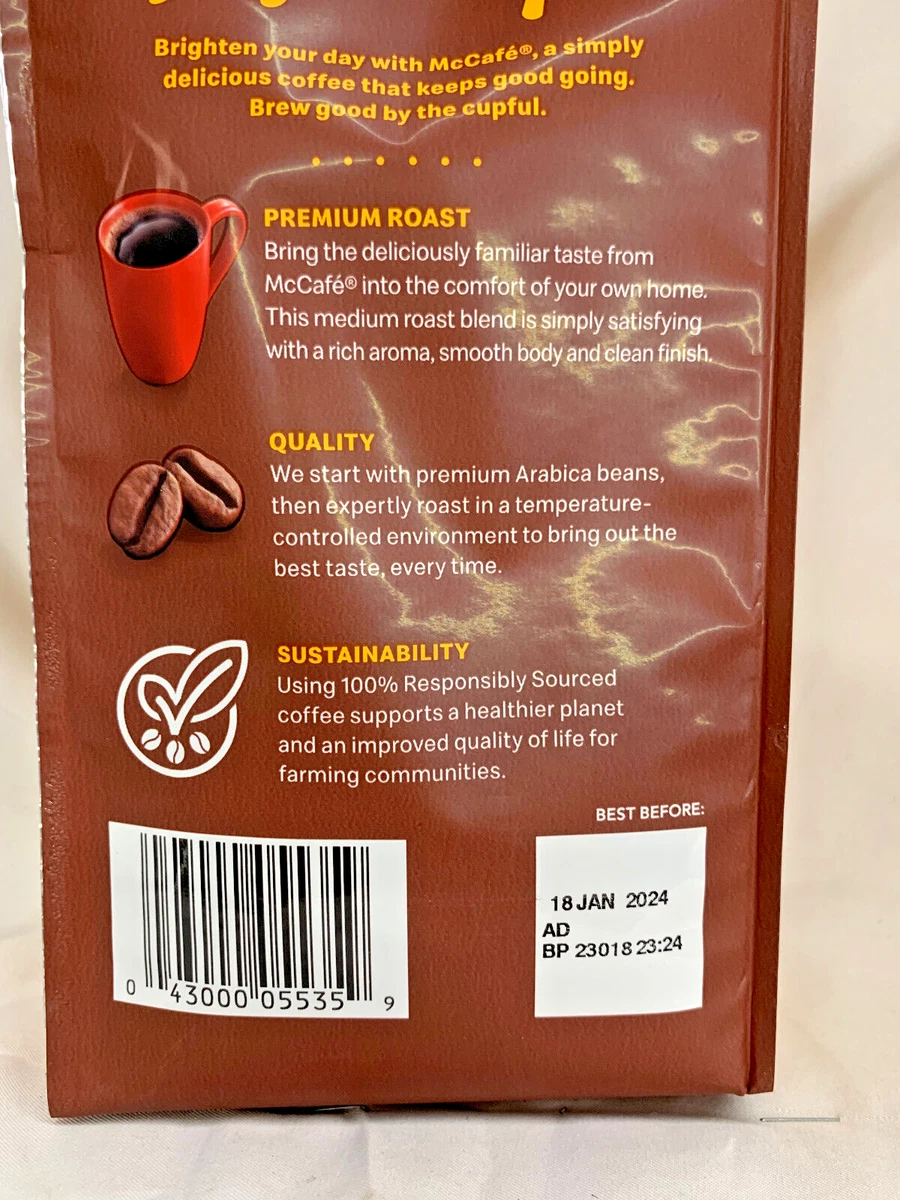 Brighten your day with McCafé®, a simply
delicious coffee that keeps good going.
Brew good by the cupful.
PREMIUM ROAST
Bring the deliciously familiar taste from
McCafé® into the comfort of your own home.
This medium roast blend is simply satisfying
with a rich aroma, smooth body and clean finish.
QUALITY
We start with premium Arabica beans,
then expertly roast in a temperature-
controlled environment to bring out the
best taste, every time.
SUSTAINABILITY
Using 100% Responsibly Sourced
coffee supports a healthier planet
and an improved quality of life for
farming communities.
BEST BEFORE:
18 JAN 2024
AD
BP 23018 23:24
0 43000 05535 9